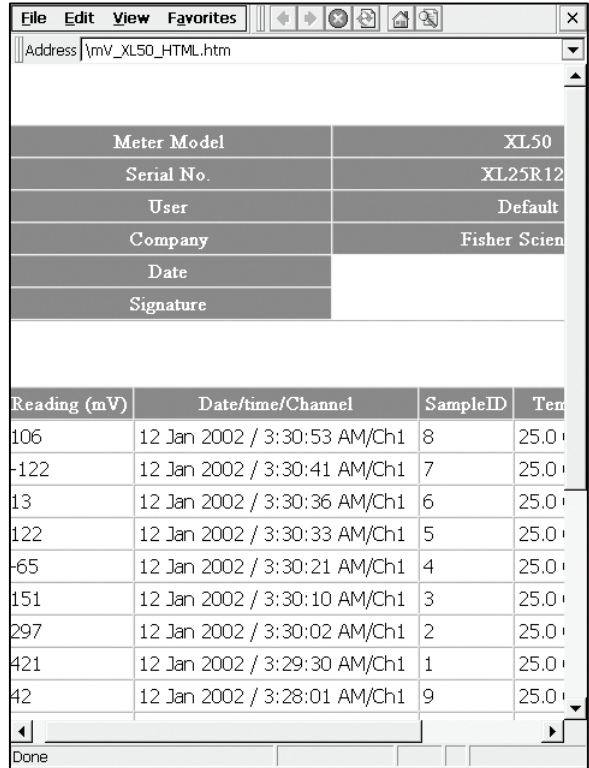 File Edit View Favorites
Address \mV_XL50_HTML.htm
Meter Model XL50
Serial No. XL25R12
User Default
Company Fisher Scien
Date
Signature
Reading (mV) Date/time/Channel SampleID Tem
106 12 Jan 2002 / 3:30:53 AM/Ch1 8 25.0
-122 12 Jan 2002 / 3:30:41 AM/Ch1 7 25.0
13 12 Jan 2002 / 3:30:36 AM/Ch1 6 25.0
122 12 Jan 2002 / 3:30:33 AM/Ch1 5 25.0
-65 12 Jan 2002 / 3:30:21 AM/Ch1 4 25.0
151 12 Jan 2002 / 3:30:10 AM/Ch1 3 25.0
297 12 Jan 2002 / 3:30:02 AM/Ch1 2 25.0
421 12 Jan 2002 / 3:29:30 AM/Ch1 1 25.0
42 12 Jan 2002 / 3:28:01 AM/Ch1 9 25.0
Done